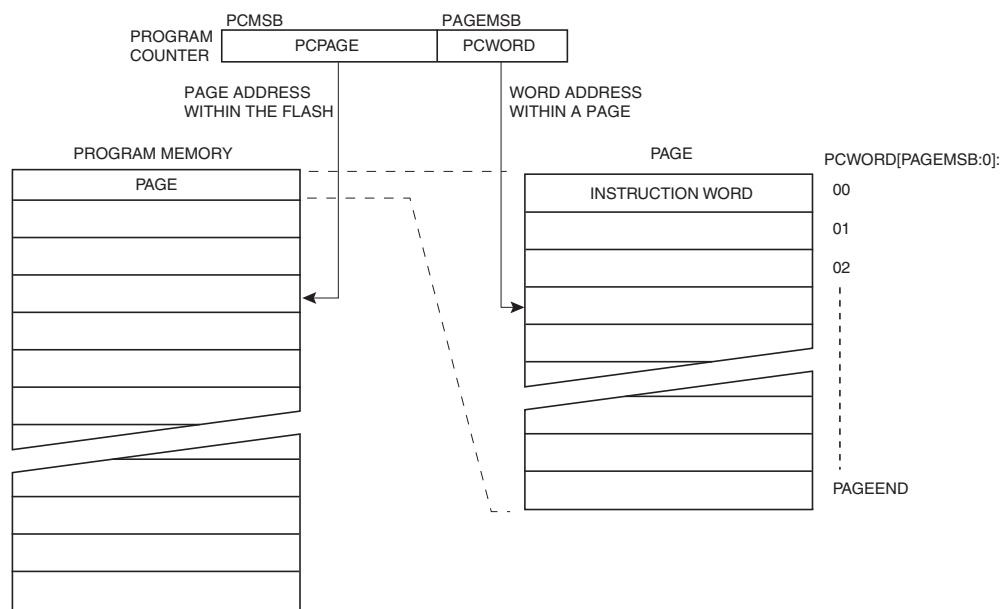 PCMSB
PAGEMSB
PROGRAM
COUNTER
PCPAGE
PCWORD
PAGE ADDRESS
WITHIN THE FLASH
WORD ADDRESS
WITHIN A PAGE
PROGRAM MEMORY
PAGE
PCWORD[PAGEMSB:0]:
PAGE
INSTRUCTION WORD
00
01
02
PAGEEND